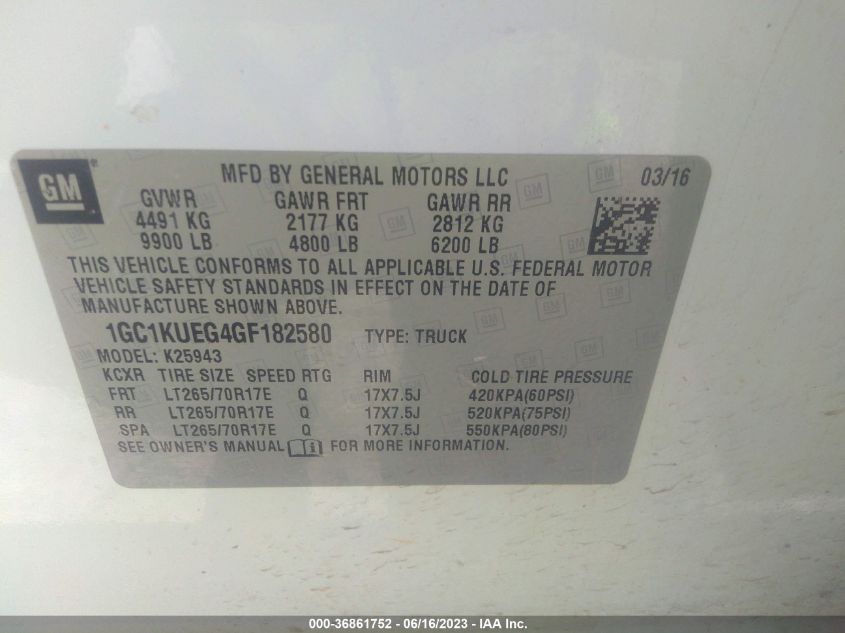 GM
MFD BY GENERAL MOTORS LLC 03/16
GVWR GAWR FRT GAWR RR
4491 KG 2177 KG 2812 KG
9900 LB 4800 LB 6200 LB
THIS VEHICLE CONFORMS TO ALL APPLICABLE U.S. FEDERAL MOTOR
VEHICLE SAFETY STANDARDS IN EFFECT ON THE DATE OF
MANUFACTURE SHOWN ABOVE.
1GC1KUEG4GF182580 TYPE: TRUCK
MODEL: K25943
KCXR TIRE SIZE SPEED RTG RIM COLD TIRE PRESSURE
FRT LT265/70R17E Q 17X7.5J 420KPA(60PSI)
RR LT265/70R17E Q 17X7.5J 520KPA(75PSI)
SPA LT265/70R17E Q 17X7.5J 550KPA(80PSI)
SEE OWNER'S MANUAL FOR MORE INFORMATION.
000-36861752 - 06/16/2023 - IAA Inc.